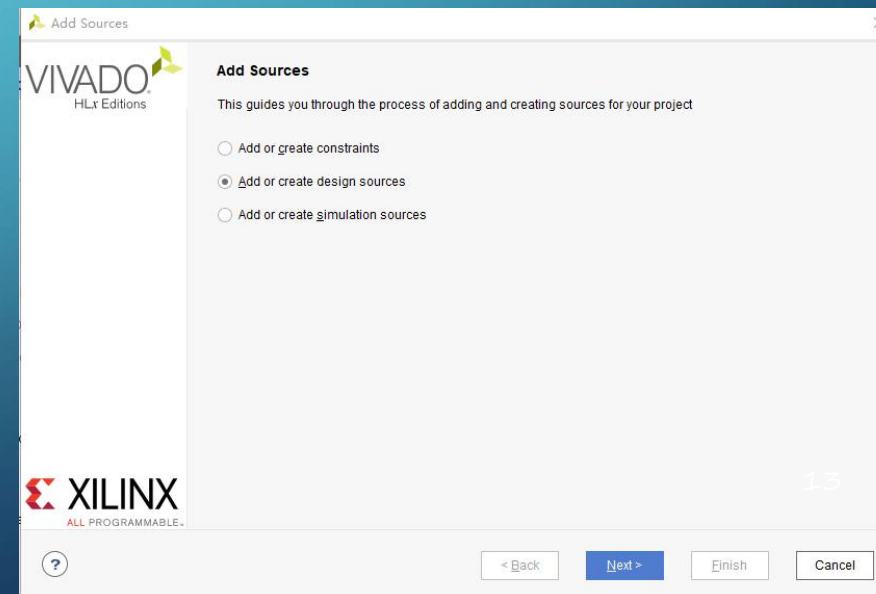 Add Sources
VIVADO
HLx Editions
Add Sources
This guides you through the process of adding and creating sources for your project
Add or create constraints
Add or create design sources
Add or create simulation sources
13
XILINX
ALL PROGRAMMABLE.
?
< Back
Next >
Finish
Cancel